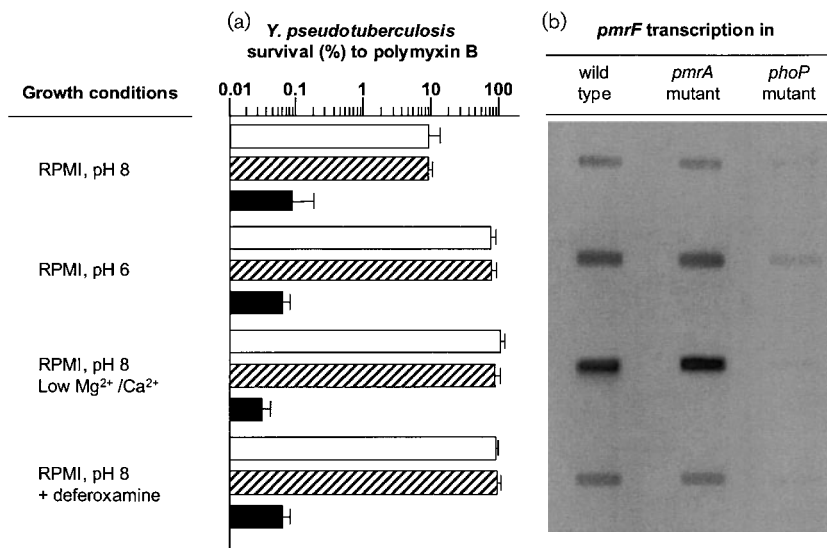 (a)
Y. pseudotuberculosis
survival (%) to polymyxin B
Growth conditions
0.01 0.1 1 10 100
RPMI, pH 8
RPMI, pH 6
RPMI, pH 8
Low Mg²⁺ /Ca²⁺
RPMI, pH 8
+ deferoxamine
(b)
pmrF transcription in
wild
type
pmrA
mutant
phoP
mutant